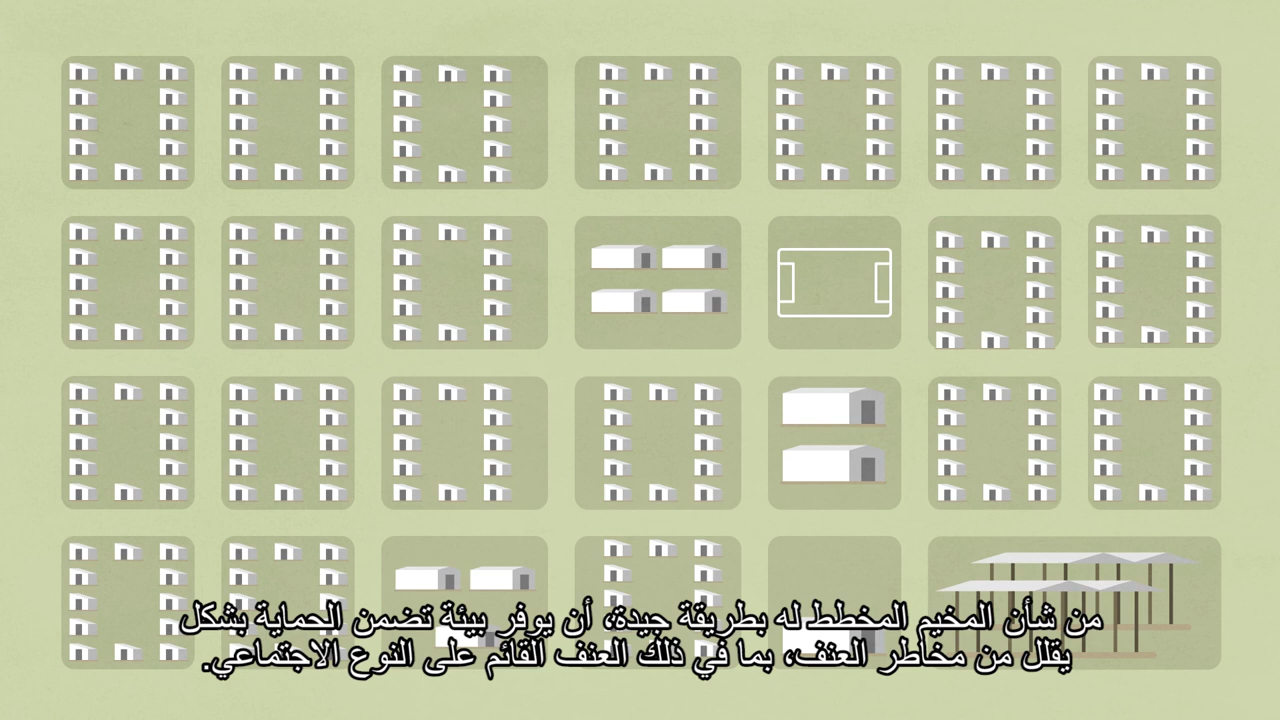 من شأن المخيم المخطط له بطريقة جيدة، أن يوفر بيئة تضمن الحماية بشكل
يقلل من مخاطر العنف، بما في ذلك العنف القائم على النوع الاجتماعي.